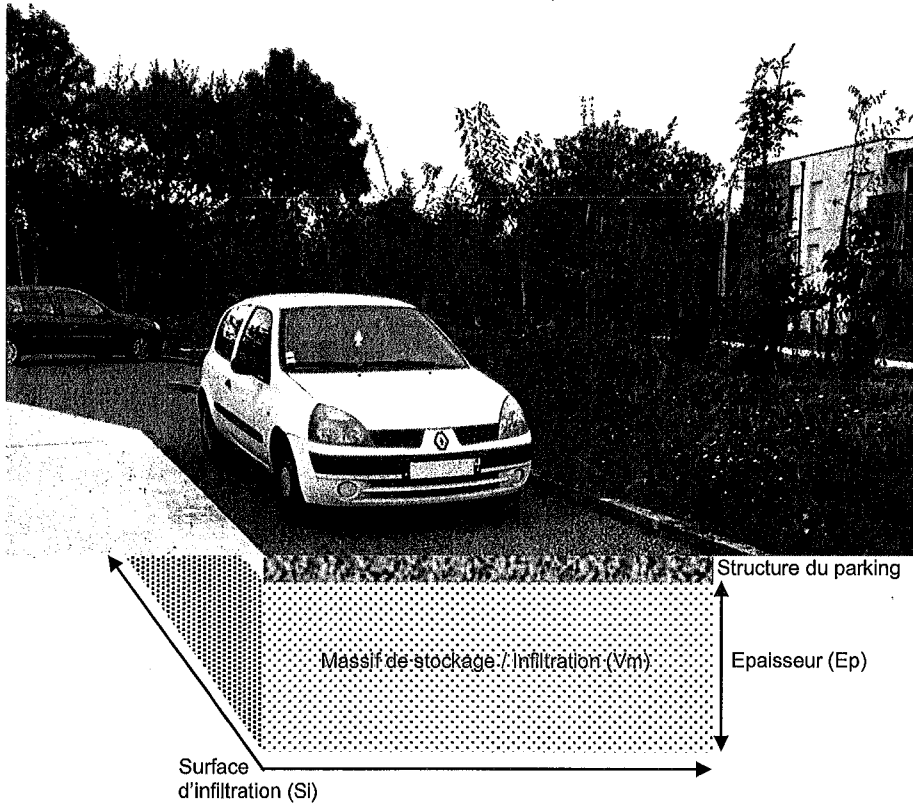 Structure du parking
Massif de stockage / Infiltration (Vm)
Epaisseur (Ep)
Surface
d'infiltration (Si)